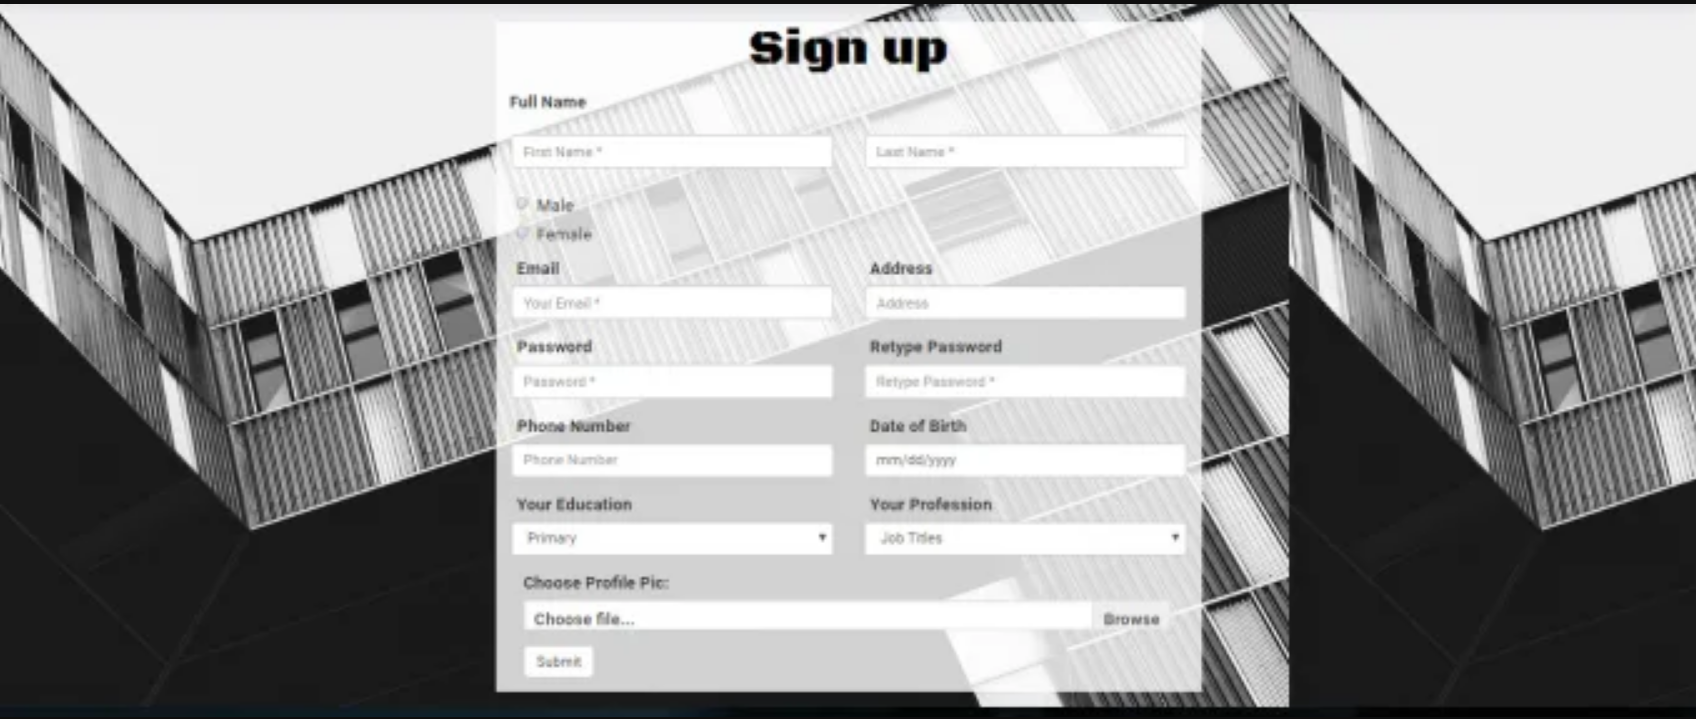 Sign up
Full Name
First Name * Last Name *
Male
Female
Email Address
Your Email * Address
Password Retype Password
Password * Retype Password *
Phone Number Date of Birth
Phone Number mm/dd/yyyy
Your Education Your Profession
Primary Job Titles
Choose Profile Pic:
Choose file... Browse
Submit